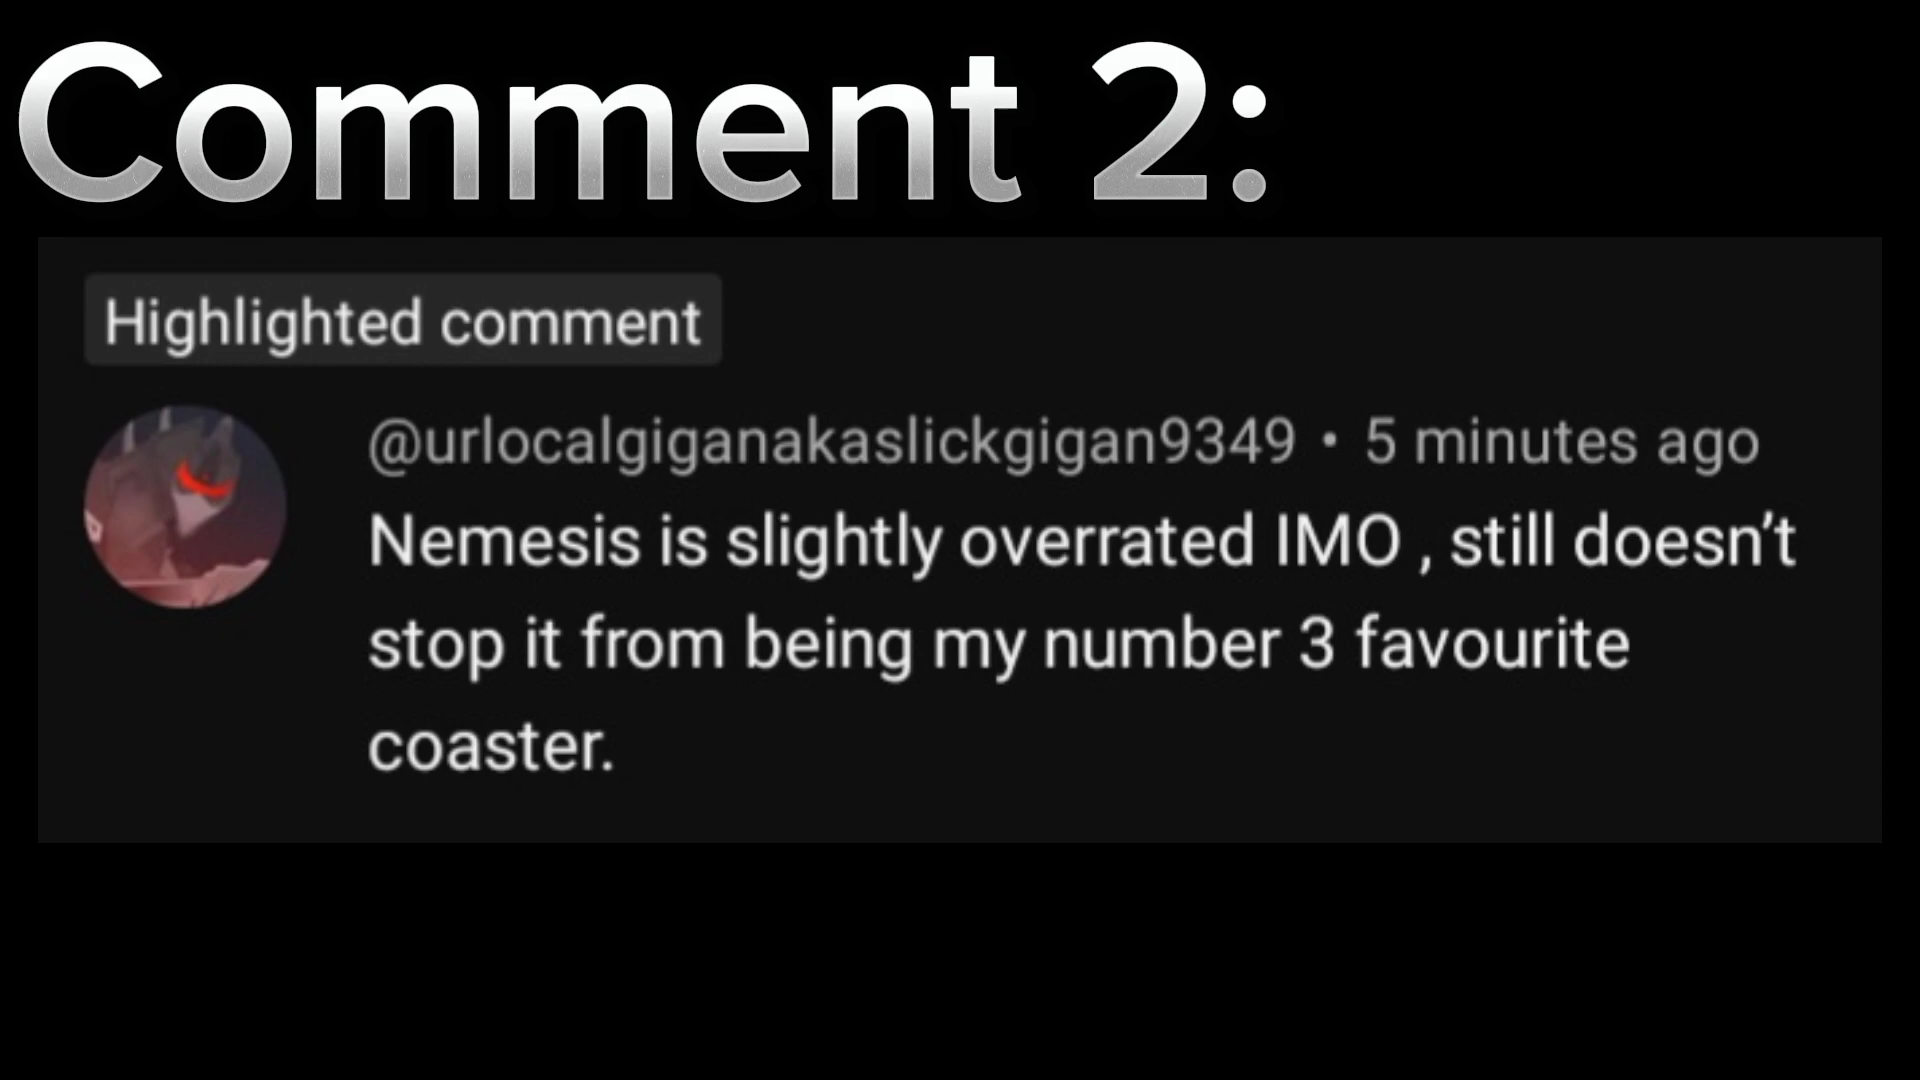 Comment 2:
Highlighted comment
@urlocalgiganakaslickgigan9349 • 5 minutes ago
Nemesis is slightly overrated IMO , still doesn’t
stop it from being my number 3 favourite
coaster.